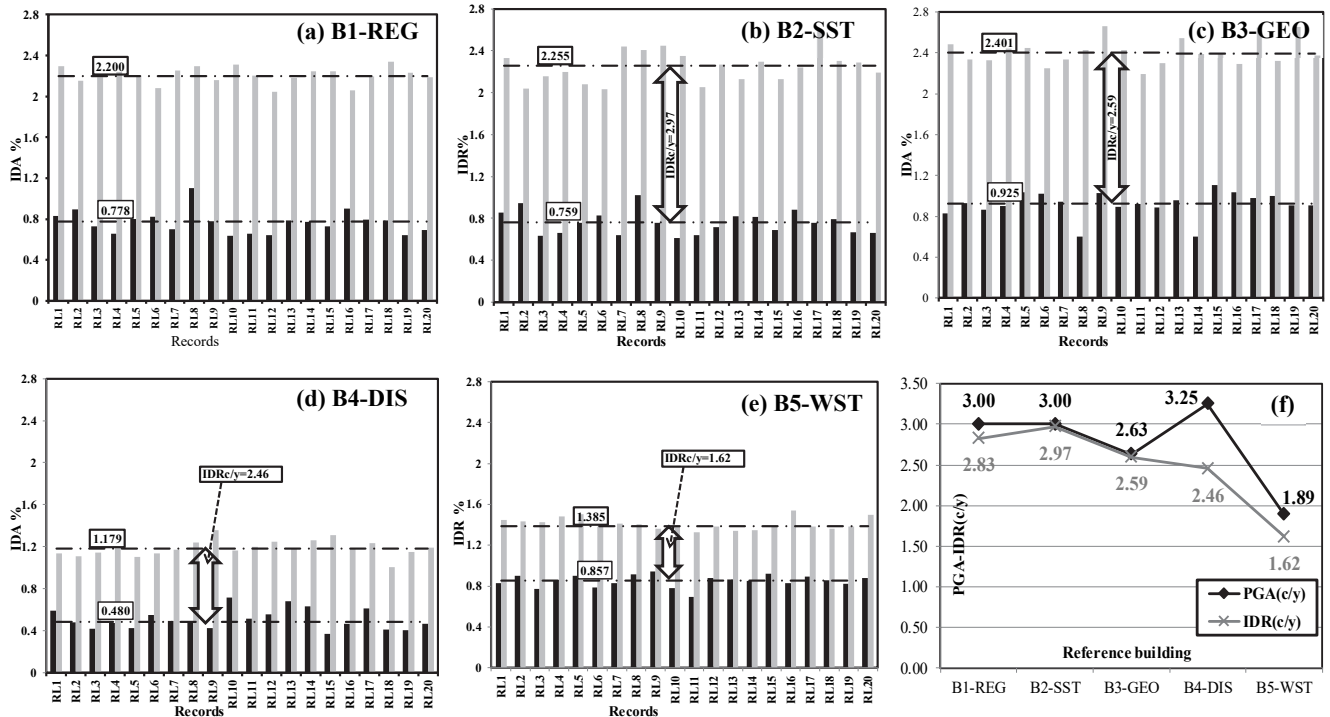 (a) B1-REG
IDA %
2.8
2.4
2
1.6
1.2
0.8
0.4
0
2.200
0.778
RL1
RL2
RL3
RL4
RL5
RL6
RL7
RL8
RL9
RL10
RL11
RL12
RL13
RL14
RL15
RL16
RL17
RL18
RL19
RL20
Records
(b) B2-SST
IDR%
2.8
2.4
2
1.6
1.2
0.8
0.4
0
2.255
0.759
IDRc/y=2.97
RL1
RL2
RL3
RL4
RL5
RL6
RL7
RL8
RL9
RL10
RL11
RL12
RL13
RL14
RL15
RL16
RL17
RL18
RL19
RL20
Records
(c) B3-GEO
IDA %
2.8
2.4
2
1.6
1.2
0.8
0.4
0
2.401
0.925
IDRc/y=2.59
RL1
RL2
RL3
RL4
RL5
RL6
RL7
RL8
RL9
RL10
RL11
RL12
RL13
RL14
RL15
RL16
RL17
RL18
RL19
RL20
Records
(d) B4-DIS
IDA %
2.8
2.4
2
1.6
1.2
0.8
0.4
0
IDRc/y=2.46
1.179
0.480
RL1
RL2
RL3
RL4
RL5
RL6
RL7
RL8
RL9
RL10
RL11
RL12
RL13
RL14
RL15
RL16
RL17
RL18
RL19
RL20
Records
(e) B5-WST
IDR %
2.8
2.4
2
1.6
1.2
0.8
0.4
0
IDRc/y=1.62
1.385
0.857
RL1
RL2
RL3
RL4
RL5
RL6
RL7
RL8
RL9
RL10
RL11
RL12
RL13
RL14
RL15
RL16
RL17
RL18
RL19
RL20
Records
(f)
PGA-IDR(c/y)
3.50
3.00
2.50
2.00
1.50
1.00
0.50
0.00
3.00
3.00
2.63
3.25
1.89
2.83
2.97
2.59
2.46
1.62
PGA(c/y)
IDR(c/y)
Reference building
B1-REG
B2-SST
B3-GEO
B4-DIS
B5-WST